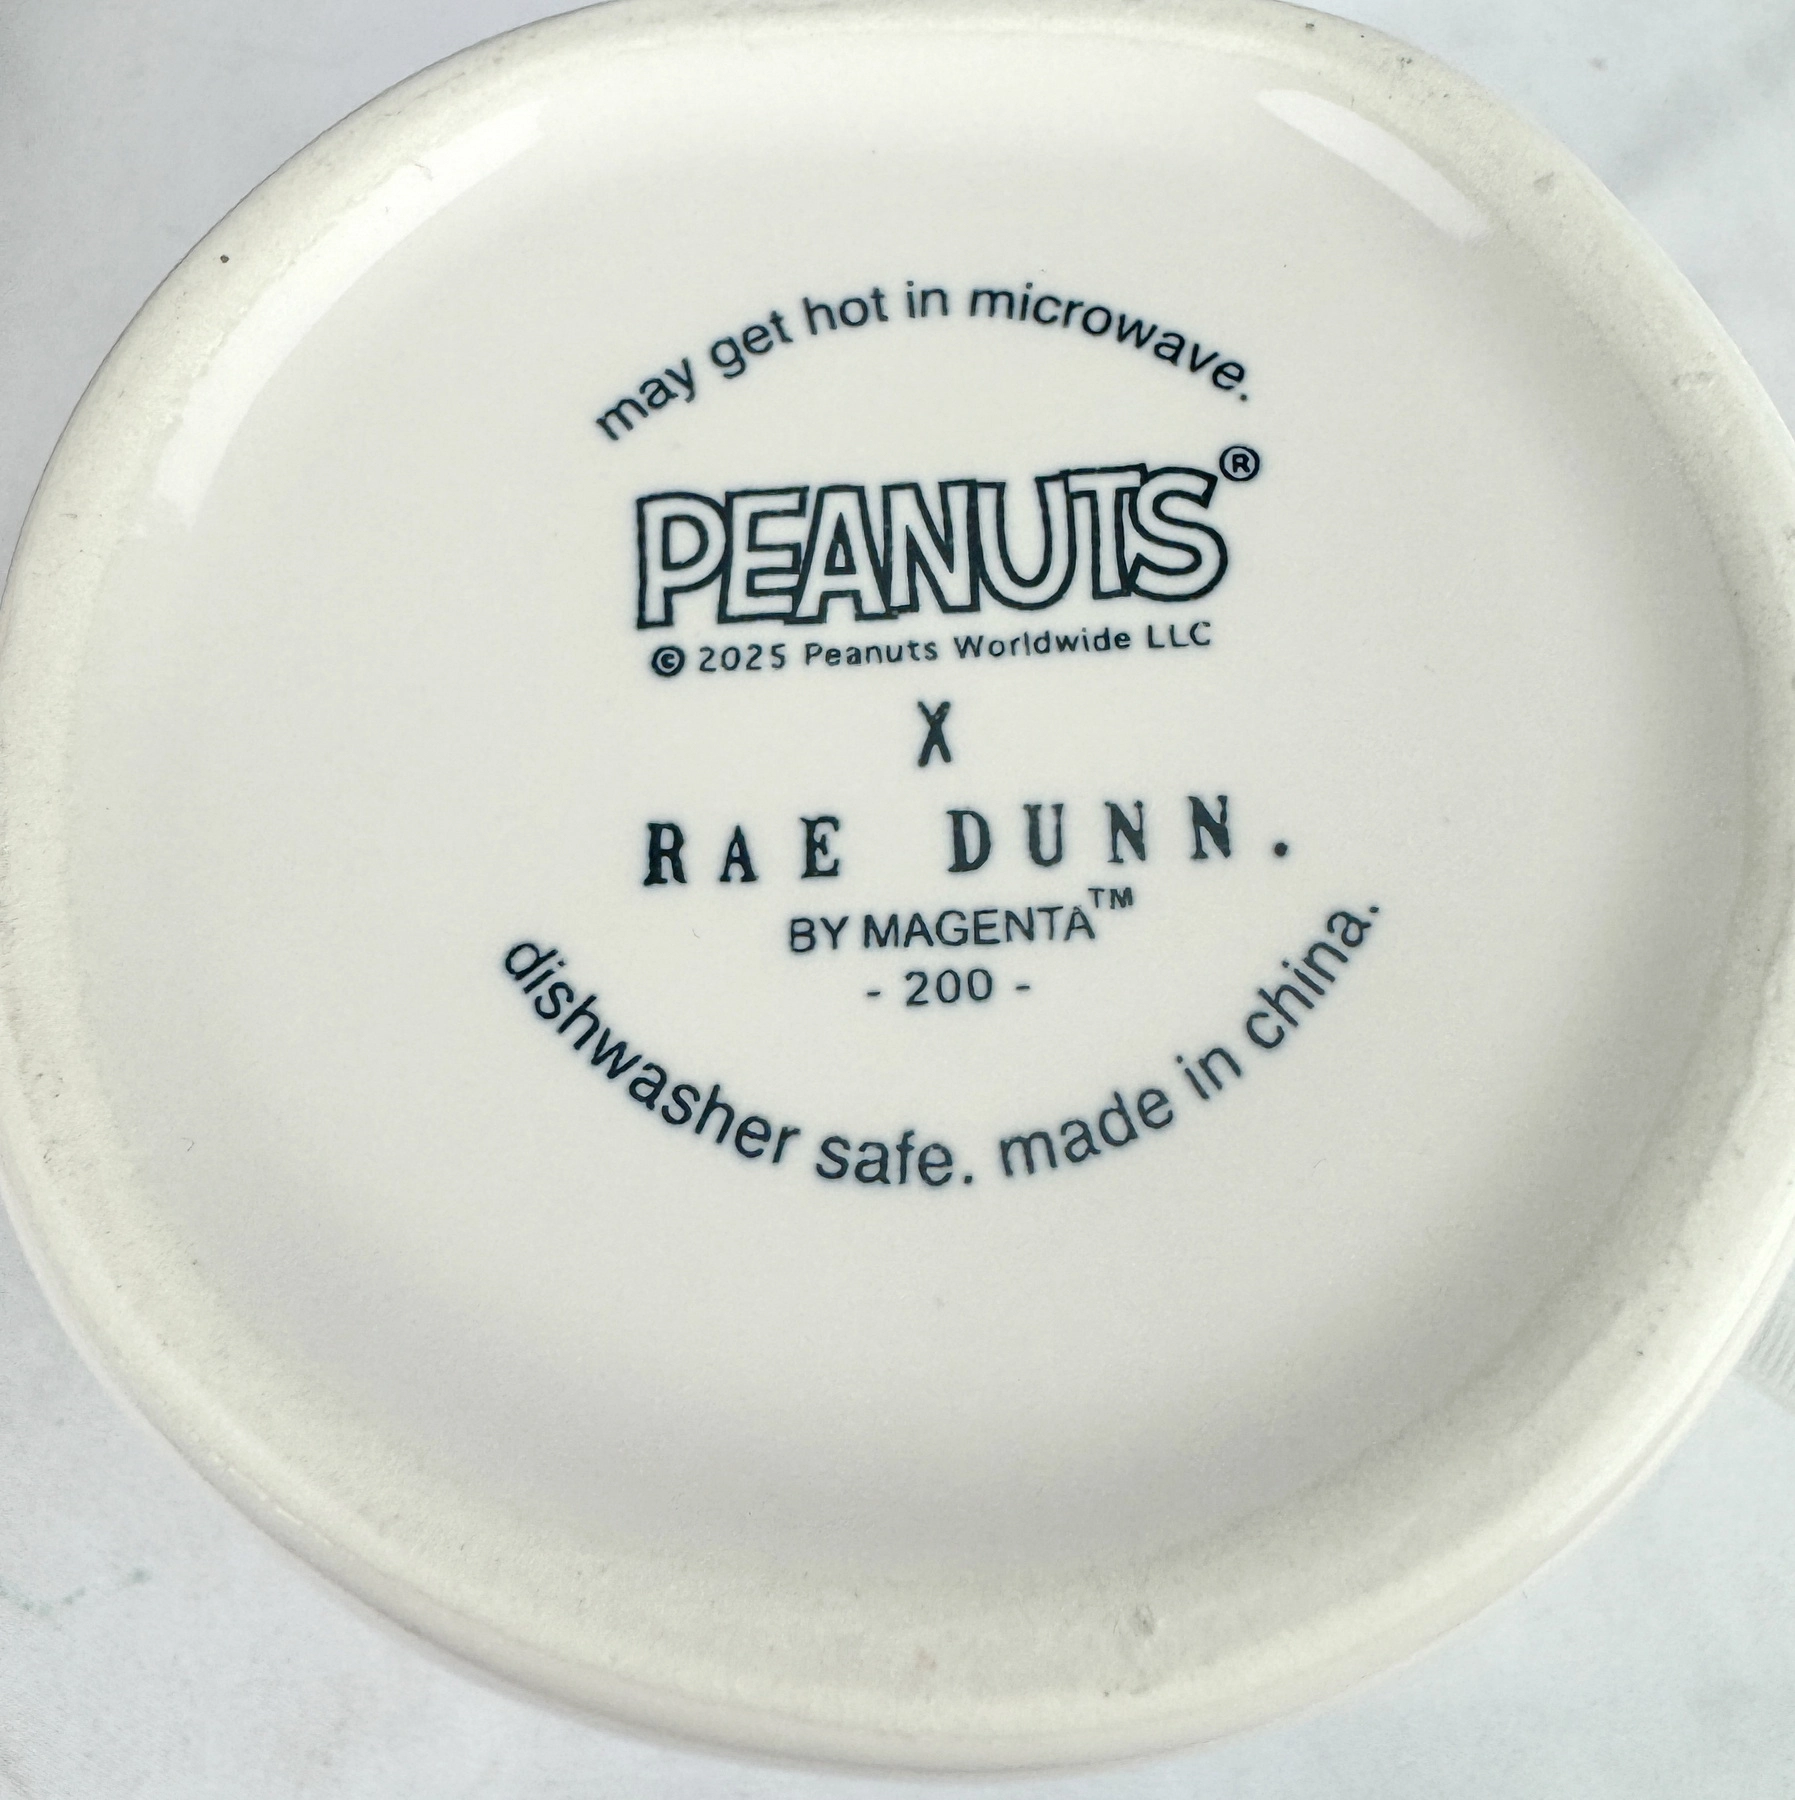 may get hot in microwave.
PEANUTS®
© 2025 Peanuts Worldwide LLC
X
RAE DUNN.
BY MAGENTA™
- 200 -
dishwasher safe. made in china.